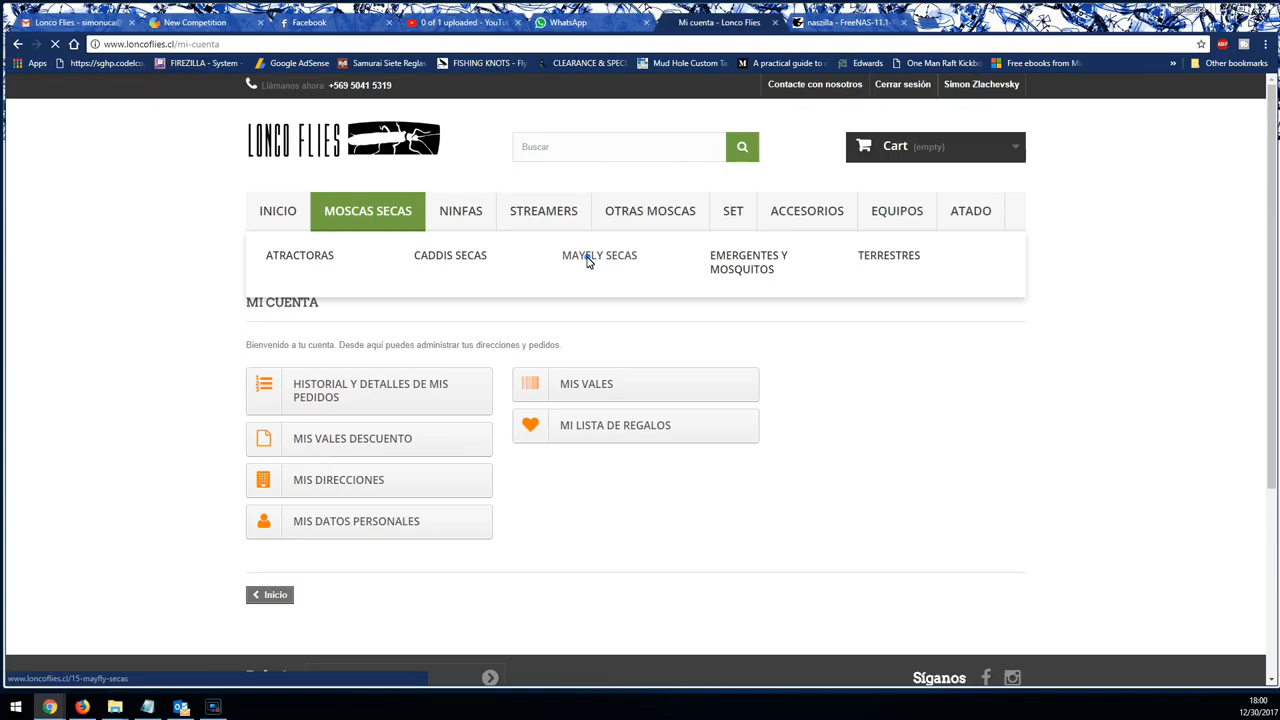 Lonco Flies - simonuca@
New Competition
Facebook
0 of 1 uploaded - YouTu
WhatsApp
Mi cuenta - Lonco Flies
naszilla - FreeNAS-11.1
www.loncoflies.cl/mi-cuenta
Apps
https://sghp.codelco
FIREZILLA - System -
Google AdSense
Samurai Siete Reglas
FISHING KNOTS - Fly
CLEARANCE & SPECI
Mud Hole Custom Ta
A practical guide to
Edwards
One Man Raft Kickbo
Free ebooks from Mi
»
Other bookmarks
Llámanos ahora: +569 5041 5319
Contacte con nosotros
Cerrar sesión
Simon Zlachevsky
LONCO FLIES
Buscar
Cart (empty)
INICIO
MOSCAS SECAS
NINFAS
STREAMERS
OTRAS MOSCAS
SET
ACCESORIOS
EQUIPOS
ATADO
ATRACTORAS
CADDIS SECAS
MAYFLY SECAS
EMERGENTES Y
MOSQUITOS
TERRESTRES
MI CUENTA
Bienvenido a tu cuenta. Desde aquí puedes administrar tus direcciones y pedidos.
HISTORIAL Y DETALLES DE MIS
PEDIDOS
MIS VALES DESCUENTO
MIS DIRECCIONES
MIS DATOS PERSONALES
MIS VALES
MI LISTA DE REGALOS
Inicio
Síganos
www.loncoflies.cl/15-mayfly-secas
18:00
12/30/2017